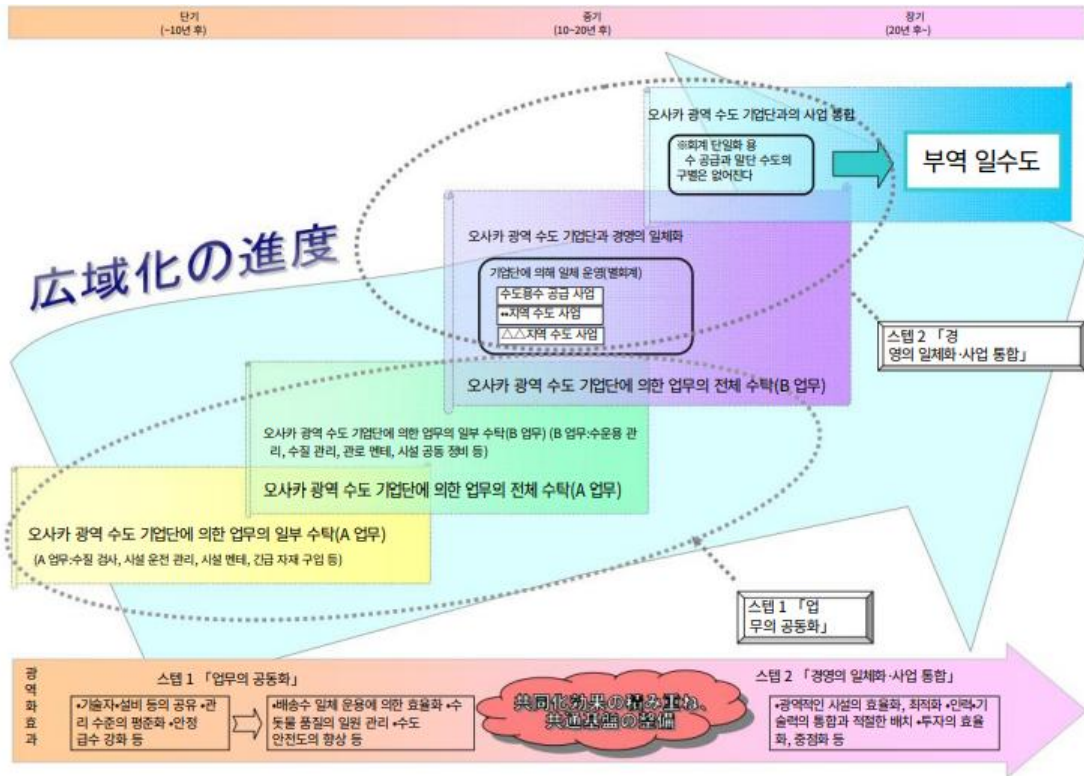 단기
(~10년 후)
중기
(10~20년 후)
장기
(20년 후~)
오사카 광역 수도 기업단과의 사업 통합
※회계 단일화 용
수 공급과 말단 수도의
구별은 없어진다
부역 일수도
広域化の進度
오사카 광역 수도 기업단과 경영의 일체화
기업단에 의해 일체 운영(별회계)
수도용수 공급 사업
••지역 수도 사업
△△지역 수도 사업
오사카 광역 수도 기업단에 의한 업무의 전체 수탁(B 업무)
스텝 2 「경
영의 일체화·사업 통합」
오사카 광역 수도 기업단에 의한 업무의 일부 수탁(B 업무) (B 업무:수운용 관
리, 수질 관리, 관로 멘테, 시설 공동 정비 등)
오사카 광역 수도 기업단에 의한 업무의 전체 수탁(A 업무)
오사카 광역 수도 기업단에 의한 업무의 일부 수탁(A 업무)
(A 업무:수질 검사, 시설 운전 관리, 시설 멘테, 긴급 자재 구입 등)
스텝 1 「업
무의 공동화」
광역화효과
스텝 1 「업무의 공동화」
•기술자•설비 등의 공유 •관
리 수준의 평준화 •안정
급수 강화 등
•배송수 일체 운용에 의한 효율화 •수
돗물 품질의 일원 관리 •수도
안전도의 향상 등
共同化効果の積み重ね、
共通基盤の整備
스텝 2 「경영의 일체화·사업 통합」
•광역적인 시설의 효율화, 최적화 •인력•기
술력의 통합과 적절한 배치 •투자의 효율
화, 중점화 등